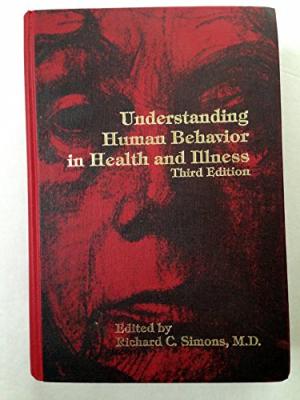 Understanding
Human Behavior
in Health and Illness
Third Edition
Edited by
Richard C. Simons, M.D.